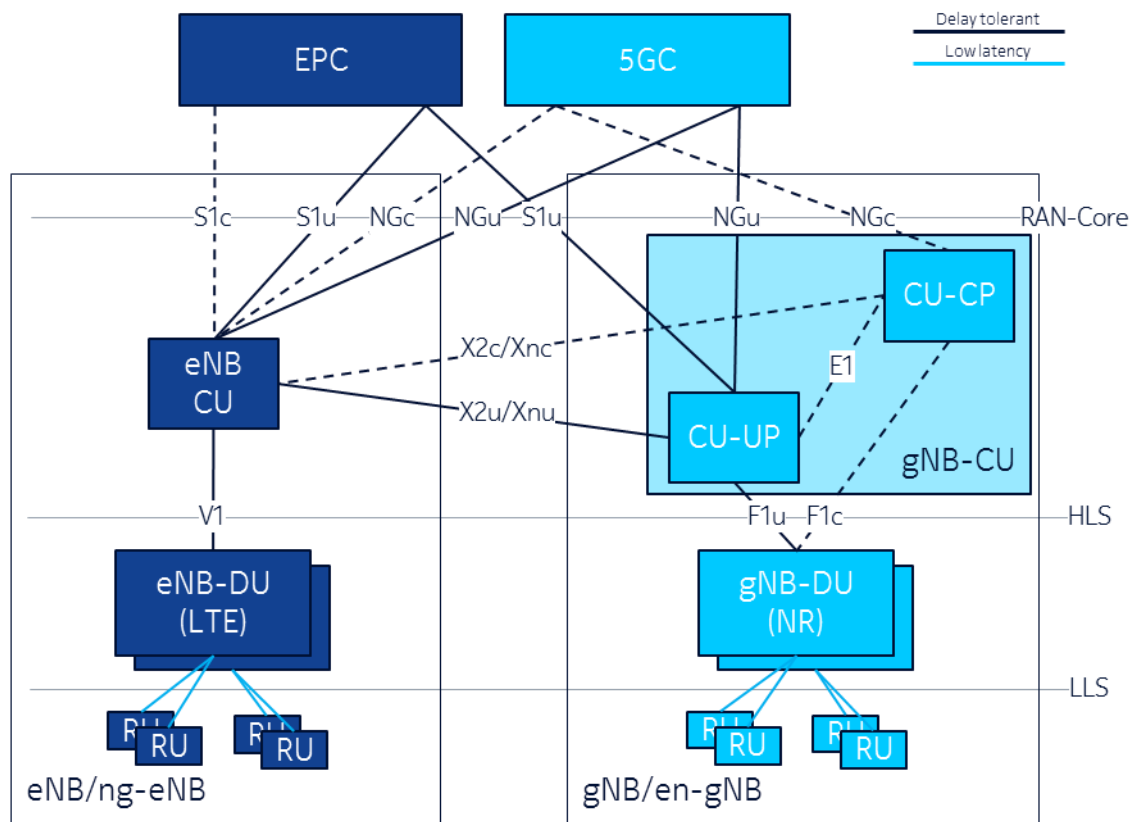 Delay tolerant
Low latency
EPC
5GC
S1c
S1u
NGc
NGu
S1u
NGu
NGc
RAN-Core
CU-CP
X2c/Xnc
eNB
CU
E1
X2u/Xnu
CU-UP
gNB-CU
V1
F1u
F1c
HLS
eNB-DU
(LTE)
gNB-DU
(NR)
LLS
RU
RU
RU
RU
RU
RU
RU
RU
eNB/ng-eNB
gNB/en-gNB